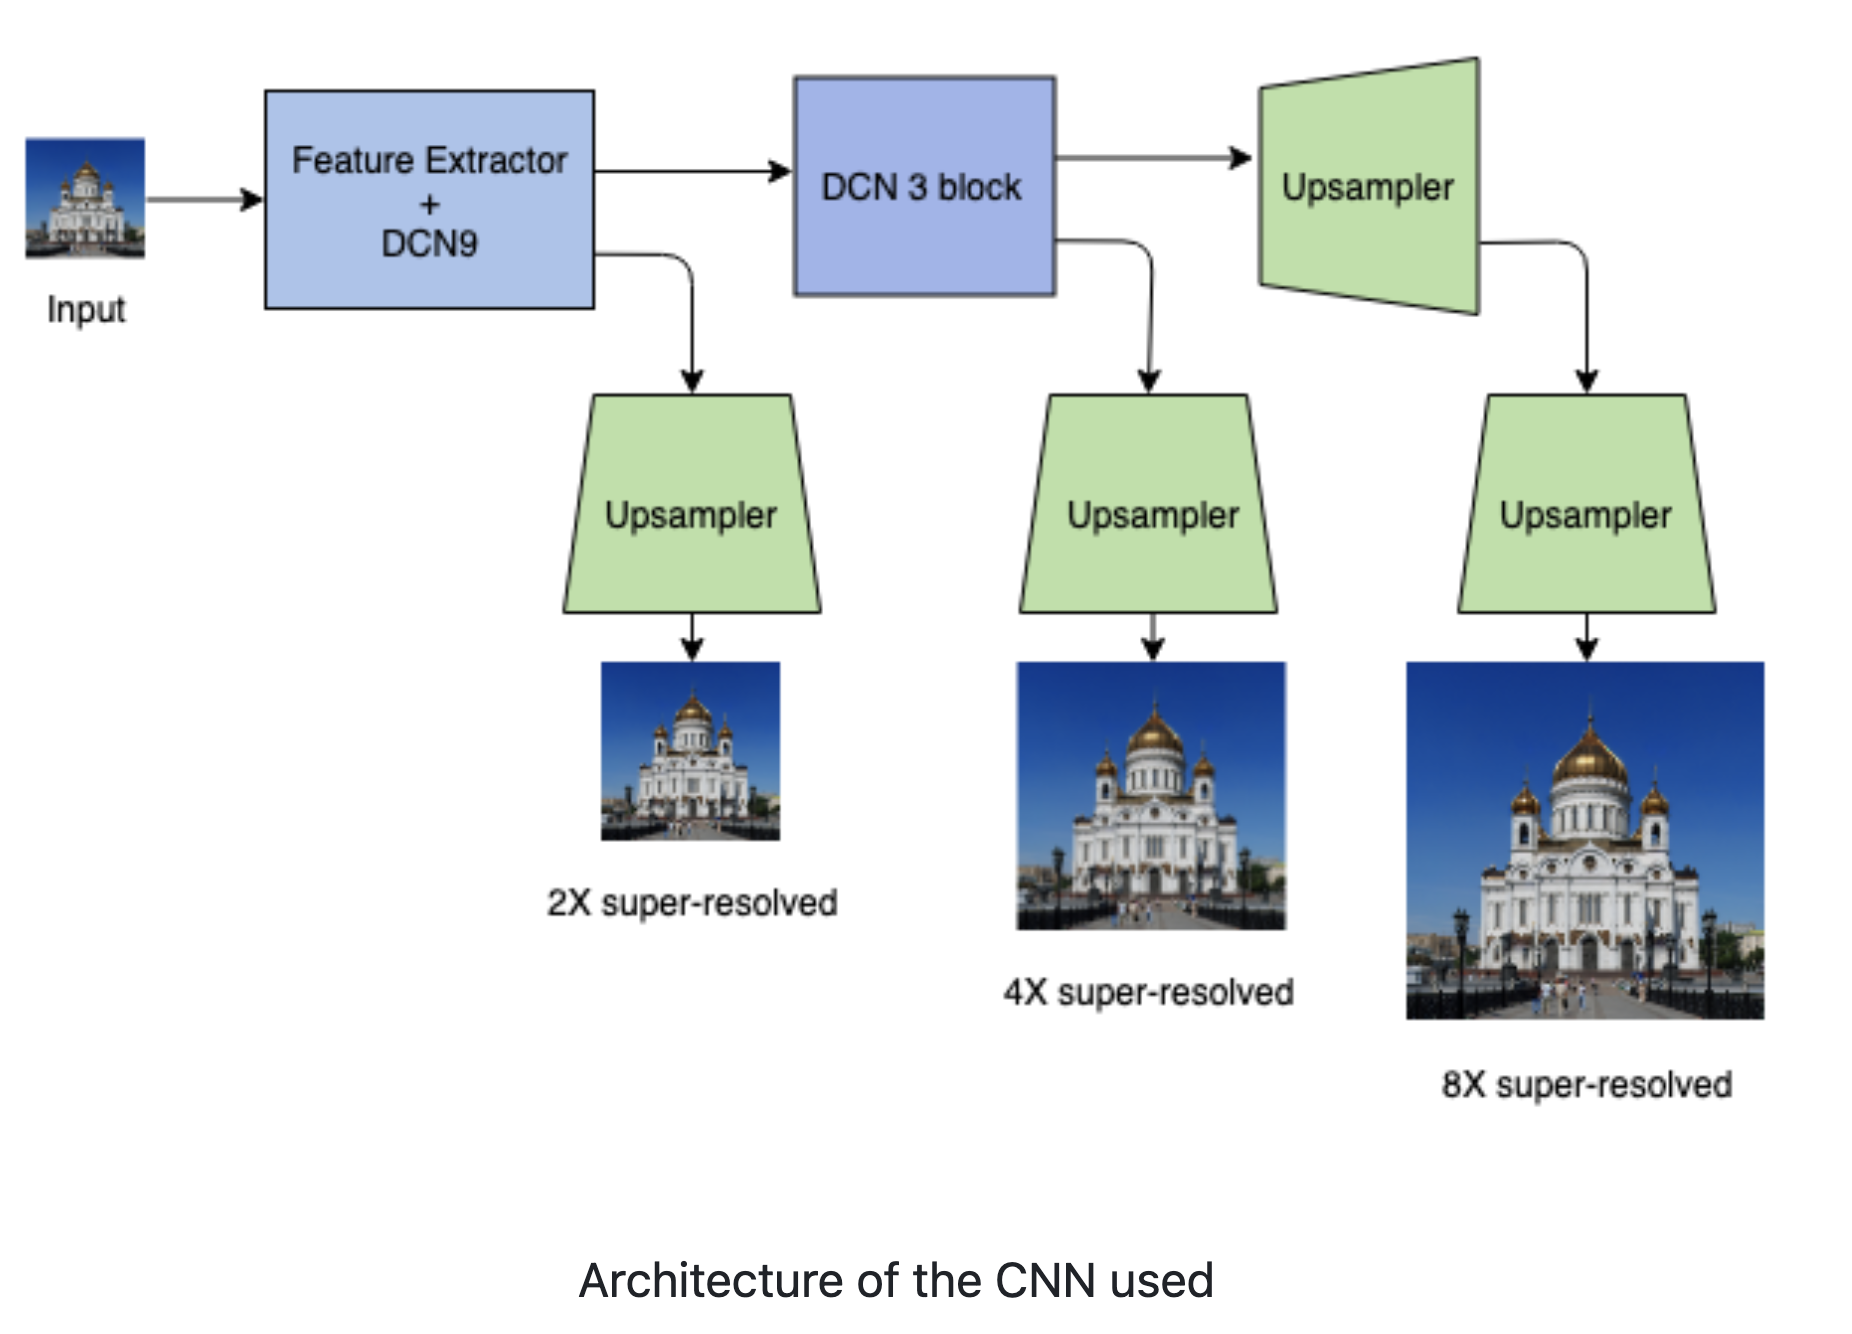 Input
Feature Extractor
+
DCN9
DCN 3 block
Upsampler
Upsampler
Upsampler
Upsampler
2X super-resolved
4X super-resolved
8X super-resolved
Architecture of the CNN used